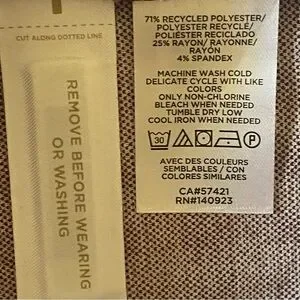 CUT ALONG DOTTED LINE
REMOVE BEFORE WEARING
OR WASHING
71% RECYCLED POLYESTER/
POLYESTER RECYCLÉ/
POLIÉSTER RECICLADO
25% RAYON/ RAYONNE/
RAYÓN
4% SPANDEX
MACHINE WASH COLD
DELICATE CYCLE WITH LIKE
COLORS
ONLY NON-CHLORINE
BLEACH WHEN NEEDED
TUMBLE DRY LOW
COOL IRON WHEN NEEDED
30 P
AVEC DES COULEURS
SEMBLABLES / CON
COLORES SIMILARES
CA#57421
RN#140923